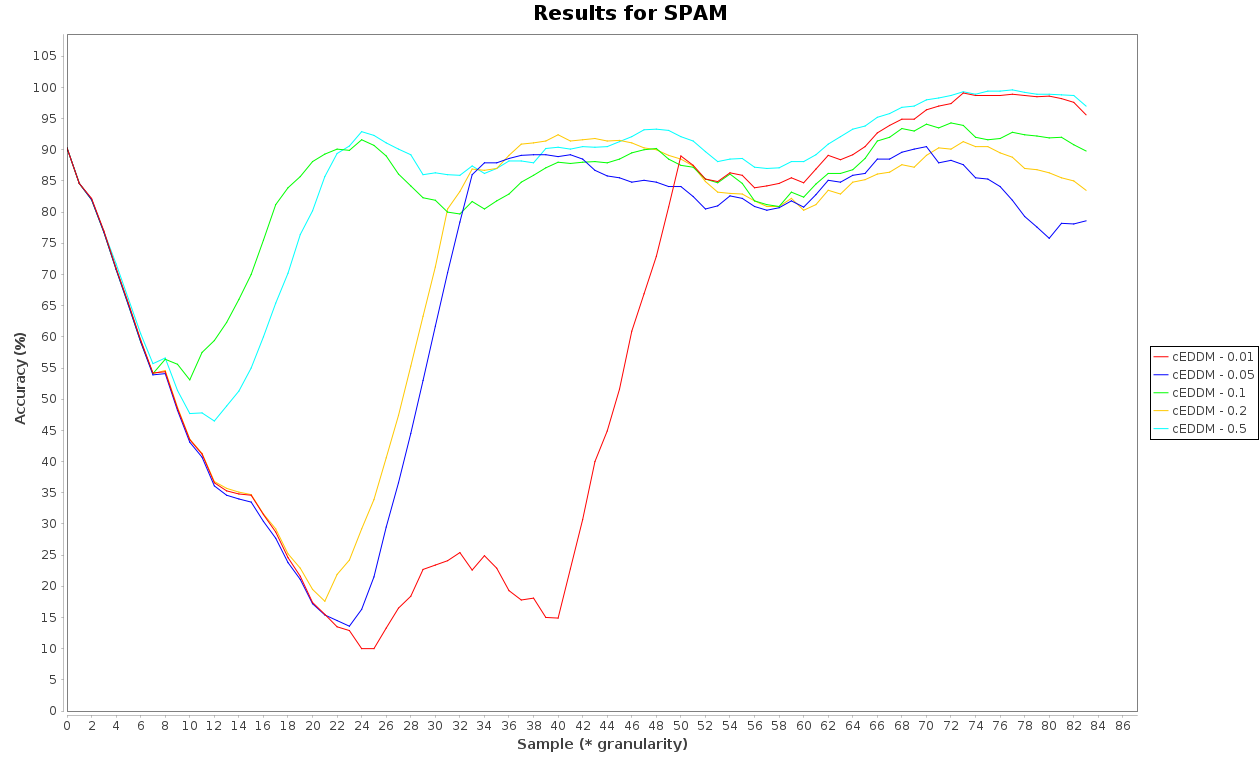 Results for SPAM
105
100
95
90
85
80
75
70
65
60
55
50
45
40
35
30
25
20
15
10
5
0
Accuracy (%)
0 2 4 6 8 10 12 14 16 18 20 22 24 26 28 30 32 34 36 38 40 42 44 46 48 50 52 54 56 58 60 62 64 66 68 70 72 74 76 78 80 82 84 86
Sample (* granularity)
cEDDM - 0.01
cEDDM - 0.05
cEDDM - 0.1
cEDDM - 0.2
cEDDM - 0.5